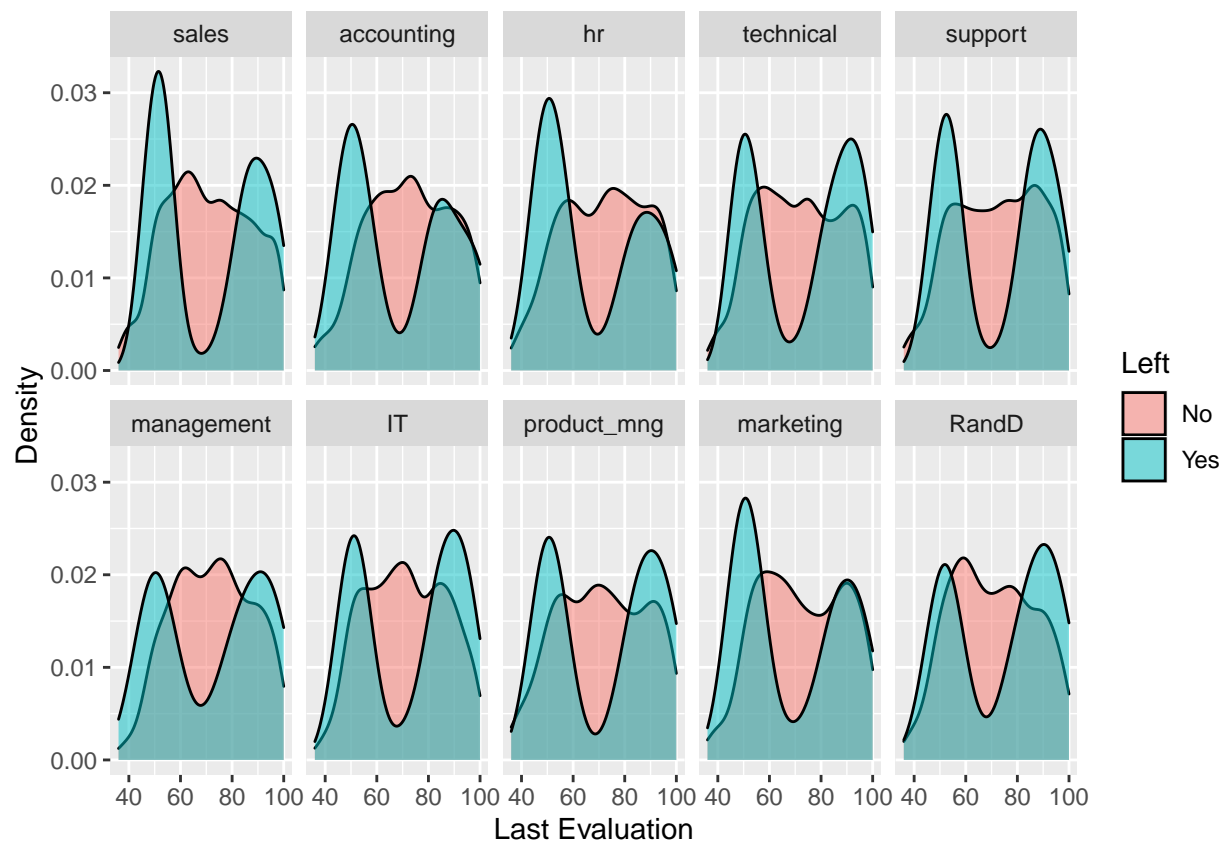 sales accounting hr technical support
0.03
0.02
0.01
0.00
management IT product_mng marketing RandD
0.03
0.02
0.01
0.00
40 60 80 100 40 60 80 100 40 60 80 100 40 60 80 100 40 60 80 100
Last Evaluation
Density
Left
No
Yes